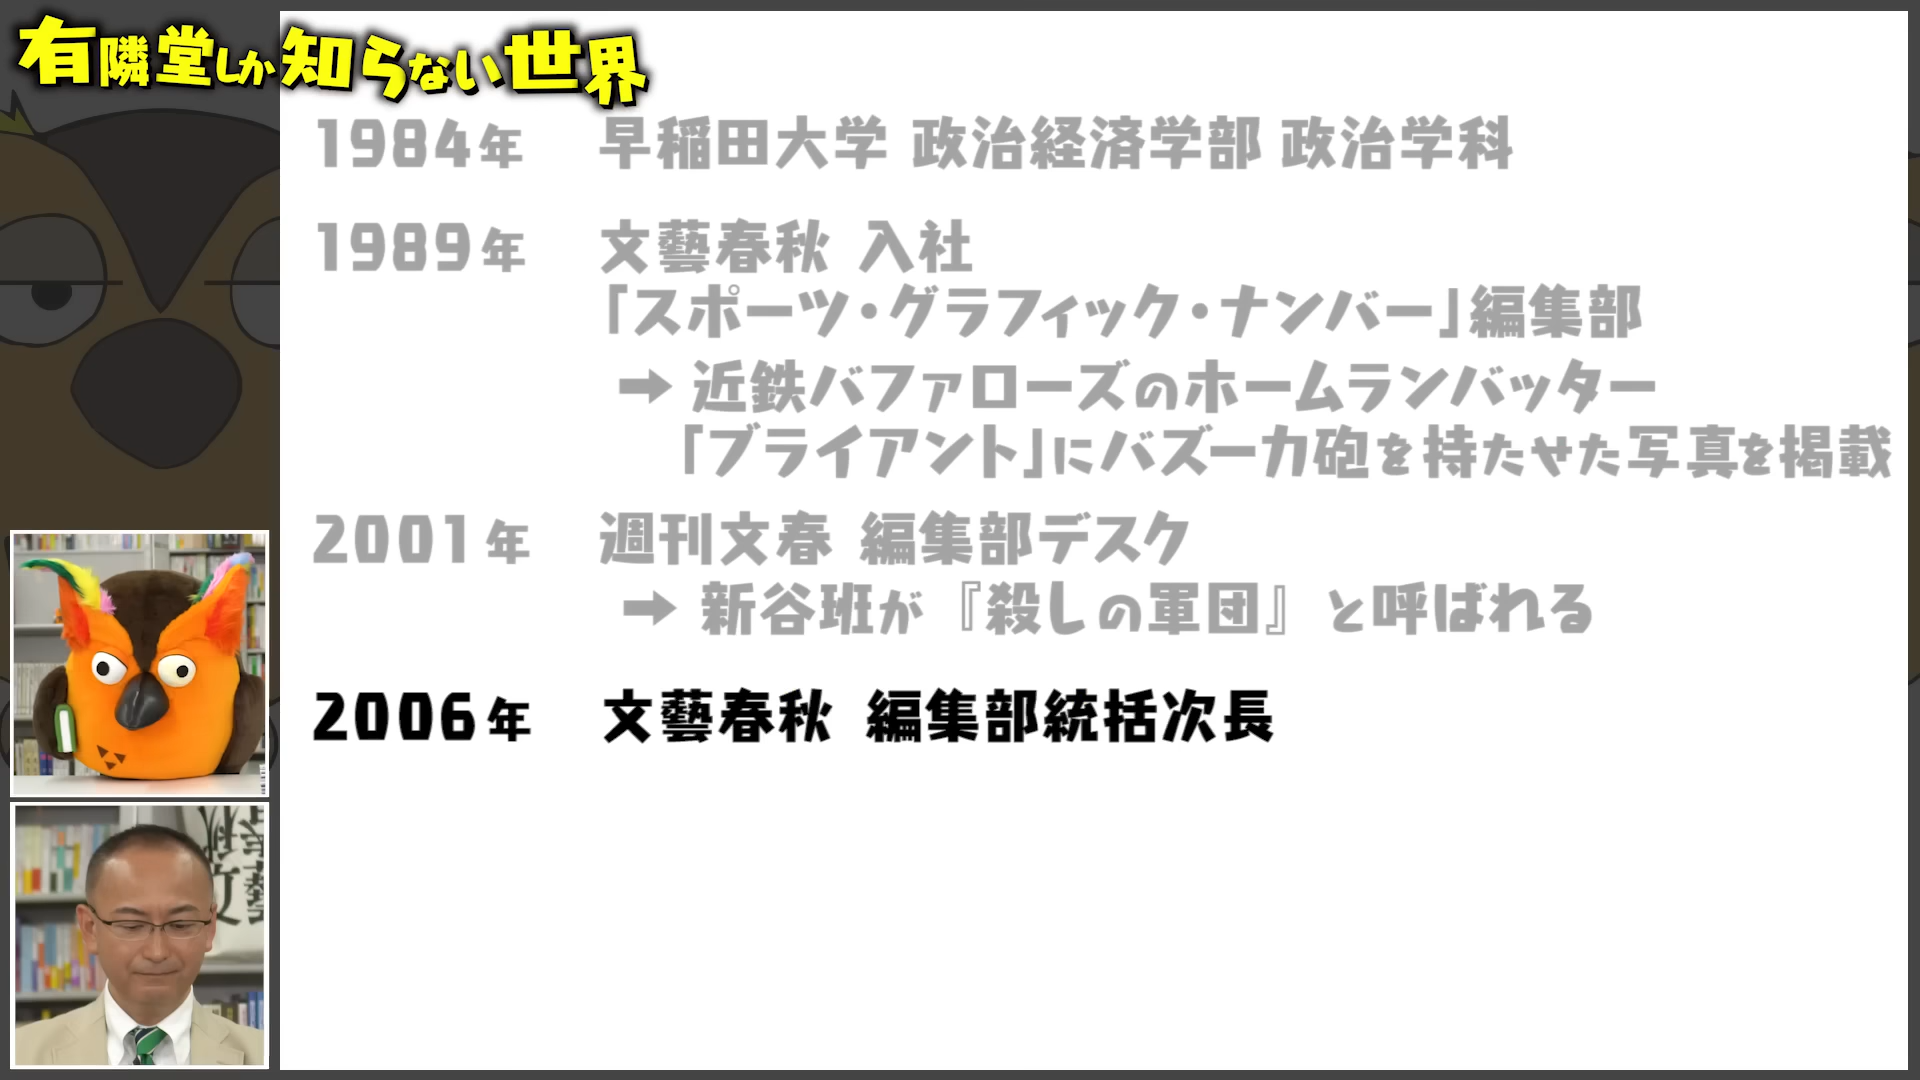 有隣堂しか知らない世界
1984年 早稲田大学 政治経済学部 政治学科
1989年 文藝春秋 入社
「スポーツ・グラフィック・ナンバー」編集部
➡ 近鉄バファローズのホームランバッター
「ブライアント」にバズーカ砲を持たせた写真を掲載
2001年 週刊文春 編集部デスク
➡ 新谷班が『殺しの軍団』と呼ばれる
2006年 文藝春秋 編集部統括次長